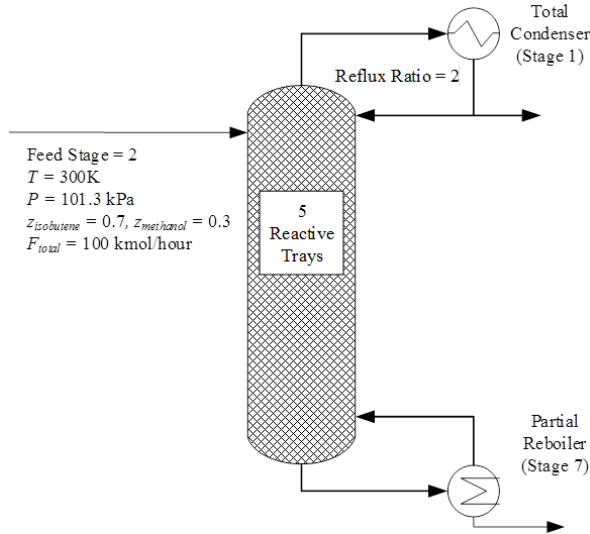 Total
Condenser
(Stage 1)
Reflux Ratio = 2
Feed Stage = 2
T = 300K
P = 101.3 kPa
z_isobutene = 0.7, z_methanol = 0.3
F_total = 100 kmol/hour
5
Reactive
Trays
Partial
Reboiler
(Stage 7)